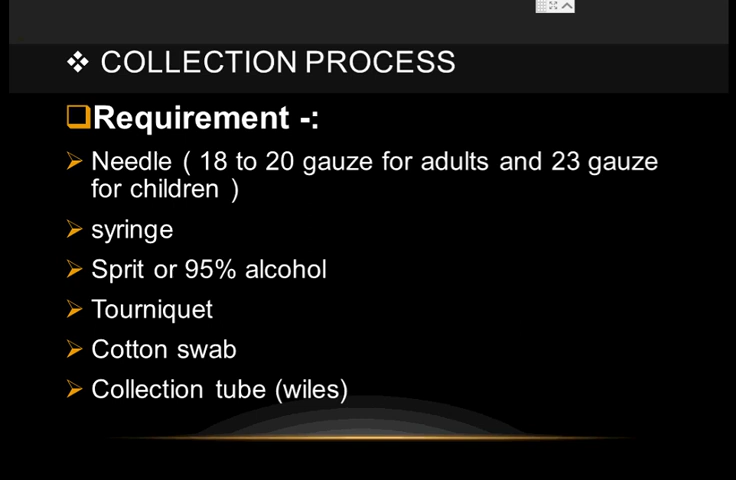 COLLECTION PROCESS
Requirement -:
Needle ( 18 to 20 gauze for adults and 23 gauze
for children )
syringe
Sprit or 95% alcohol
Tourniquet
Cotton swab
Collection tube (wiles)